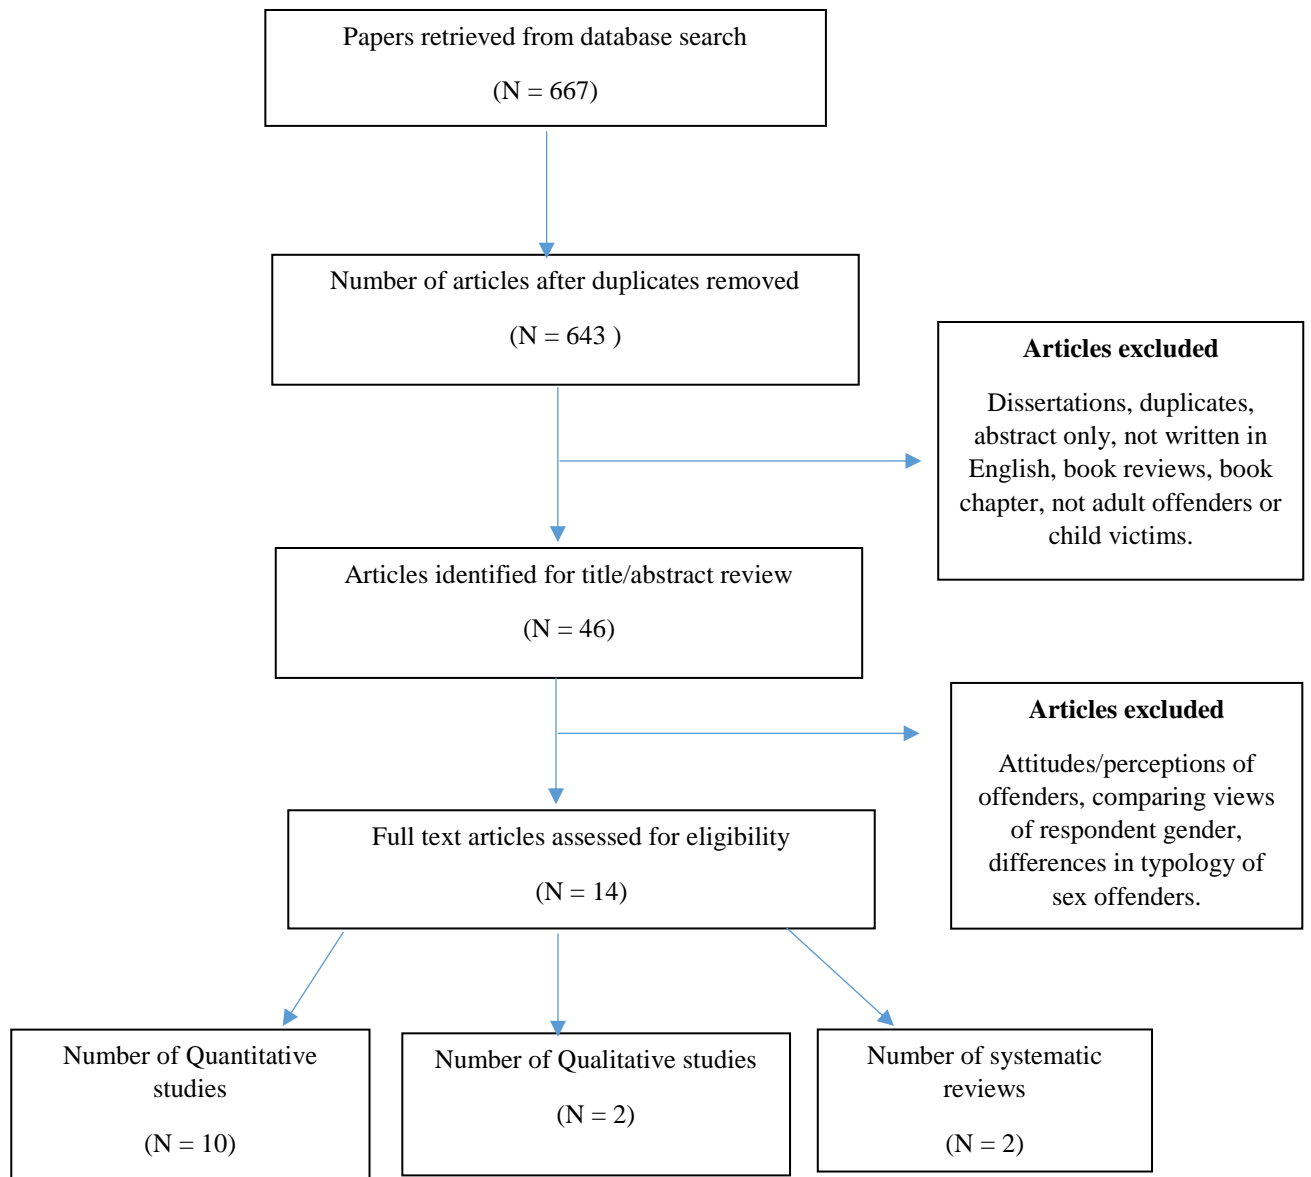 Papers retrieved from database search
(N = 667)
Number of articles after duplicates removed
(N = 643 )
Articles excluded
Dissertations, duplicates,
abstract only, not written in
English, book reviews, book
chapter, not adult offenders or
child victims.
Articles identified for title/abstract review
(N = 46)
Articles excluded
Attitudes/perceptions of
offenders, comparing views
of respondent gender,
differences in typology of
sex offenders.
Full text articles assessed for eligibility
(N = 14)
Number of Quantitative
studies
(N = 10)
Number of Qualitative studies
(N = 2)
Number of systematic
reviews
(N = 2)